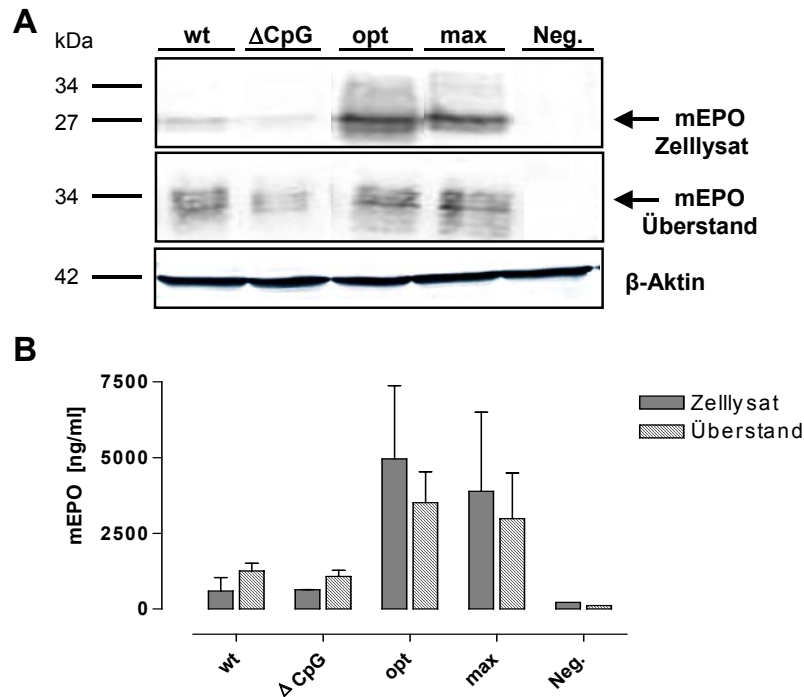 A
kDa
wt ΔCpG opt max Neg.
34
27
mEPO
Zelllysat
34
mEPO
Überstand
42
β-Aktin
B
mEPO [ng/ml]
7500
5000
2500
0
Zelllysat
Überstand
wt
Δ CpG
opt
max
Neg.